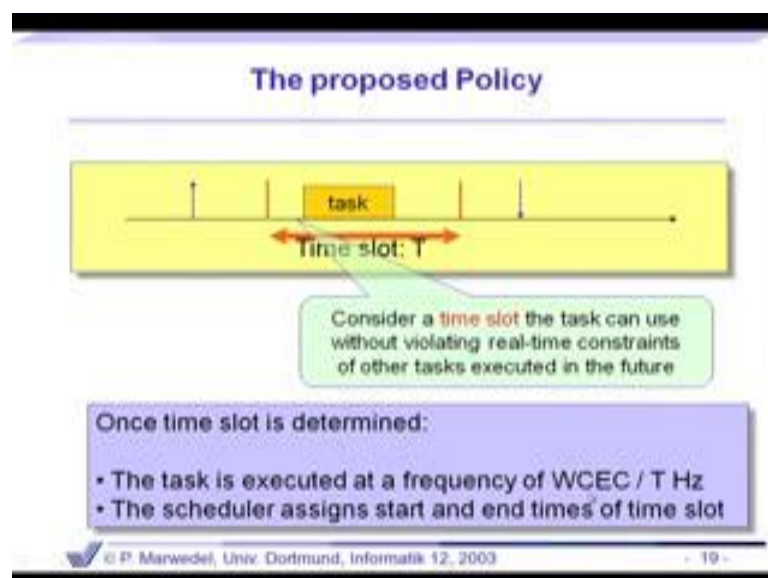 The proposed Policy
task
Time slot: T
Consider a time slot the task can use
without violating real-time constraints
of other tasks executed in the future
Once time slot is determined:
• The task is executed at a frequency of WCEC / T Hz
• The scheduler assigns start and end times of time slot
© P. Marwedel, Univ. Dortmund, Informatik 12, 2003
- 19 -